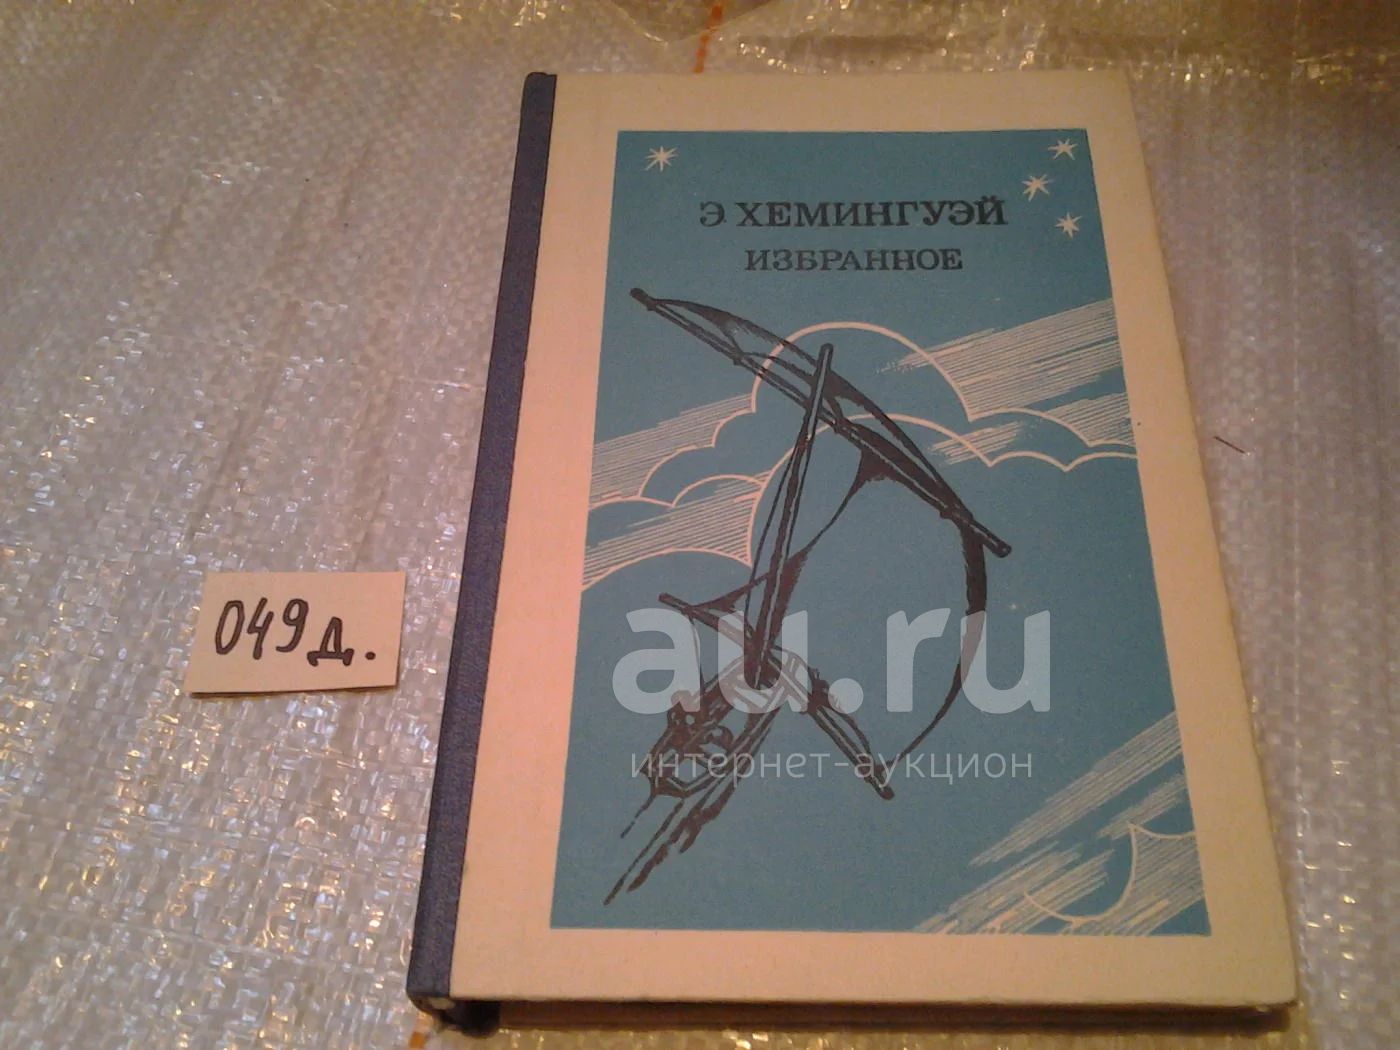 Э. ХЕМИНГУЭЙ
ИЗБРАННОЕ
049д.
au.ru
интернет-аукцион